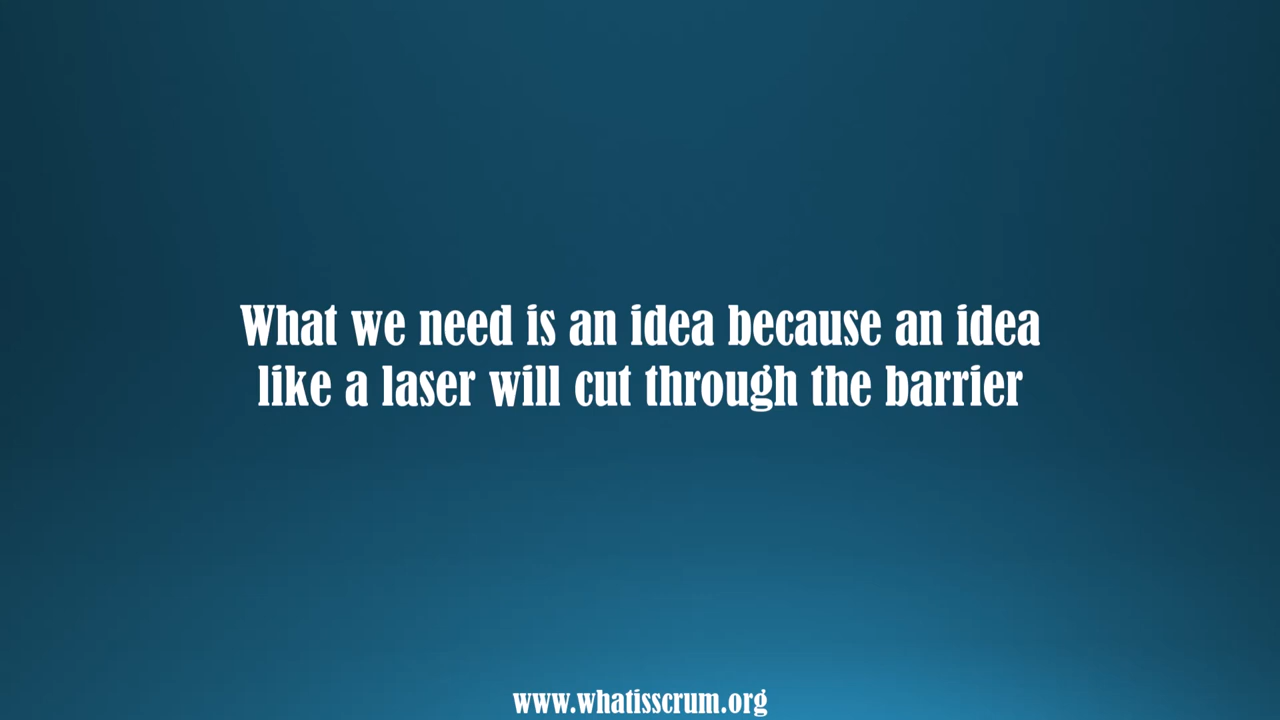 What we need is an idea because an idea
like a laser will cut through the barrier
www.whatisscrum.org